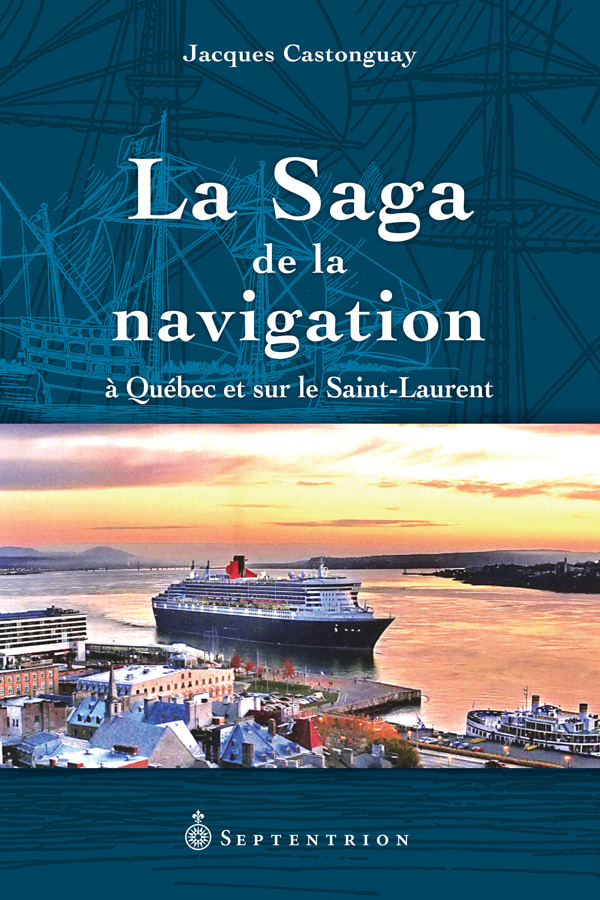 Jacques Castonguay
La Saga
de la
navigation
à Québec et sur le Saint-Laurent
SEPTENTRION